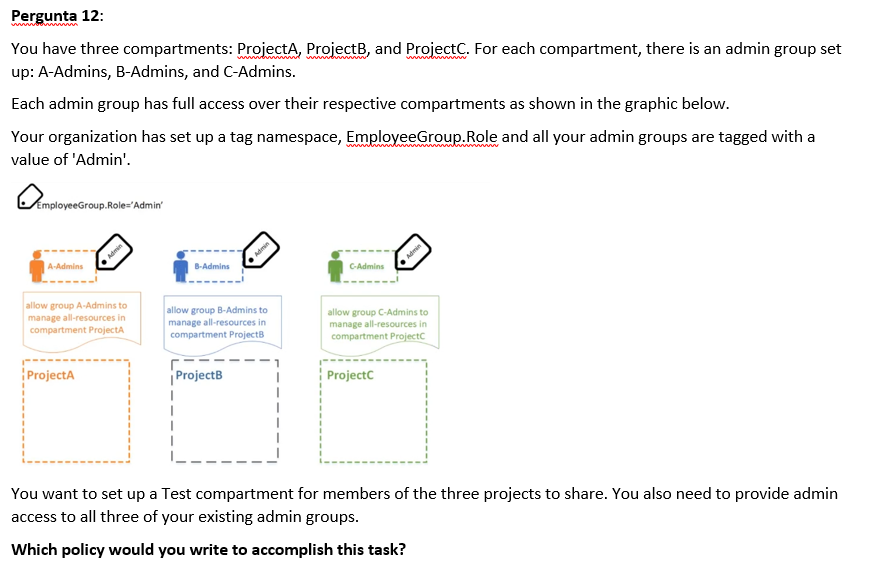 Pergunta 12:
You have three compartments: ProjectA, ProjectB, and ProjectC. For each compartment, there is an admin group set
up: A-Admins, B-Admins, and C-Admins.
Each admin group has full access over their respective compartments as shown in the graphic below.
Your organization has set up a tag namespace, EmployeeGroup.Role and all your admin groups are tagged with a
value of 'Admin'.
EmployeeGroup.Role='Admin'
A-Admins
Admin
B-Admins
Admin
C-Admins
Admin
allow group A-Admins to
manage all-resources in
compartment ProjectA
allow group B-Admins to
manage all-resources in
compartment ProjectB
allow group C-Admins to
manage all-resources in
compartment ProjectC
ProjectA
ProjectB
ProjectC
You want to set up a Test compartment for members of the three projects to share. You also need to provide admin
access to all three of your existing admin groups.
Which policy would you write to accomplish this task?